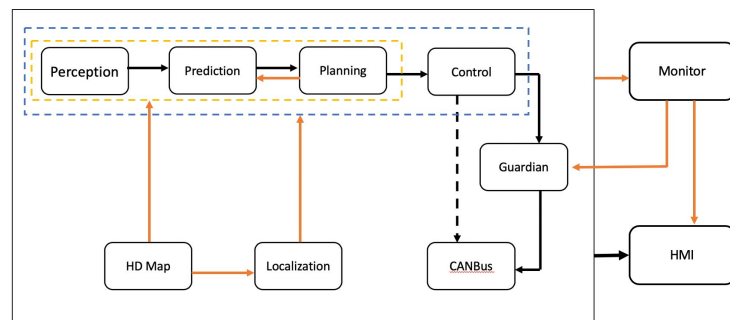 Perception
Prediction
Planning
Control
Monitor
Guardian
HD Map
Localization
CANBus
HMI